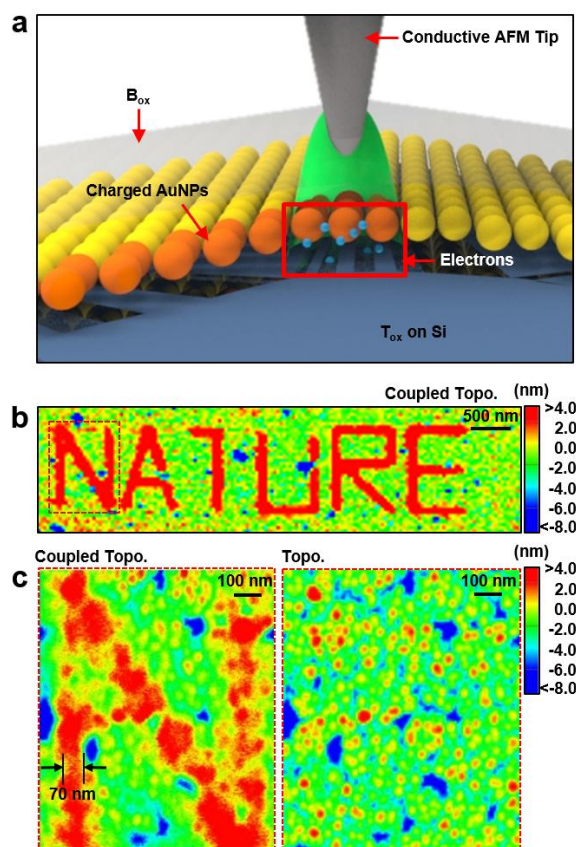 a
Conductive AFM Tip
Box
Charged AuNPs
Electrons
Tox on Si
b
Coupled Topo.
(nm)
500 nm
>4.0
2.0
0.0
-2.0
-4.0
-6.0
<-8.0
NATURE
Coupled Topo.
Topo.
(nm)
c
100 nm
100 nm
>4.0
2.0
0.0
-2.0
-4.0
-6.0
<-8.0
70 nm